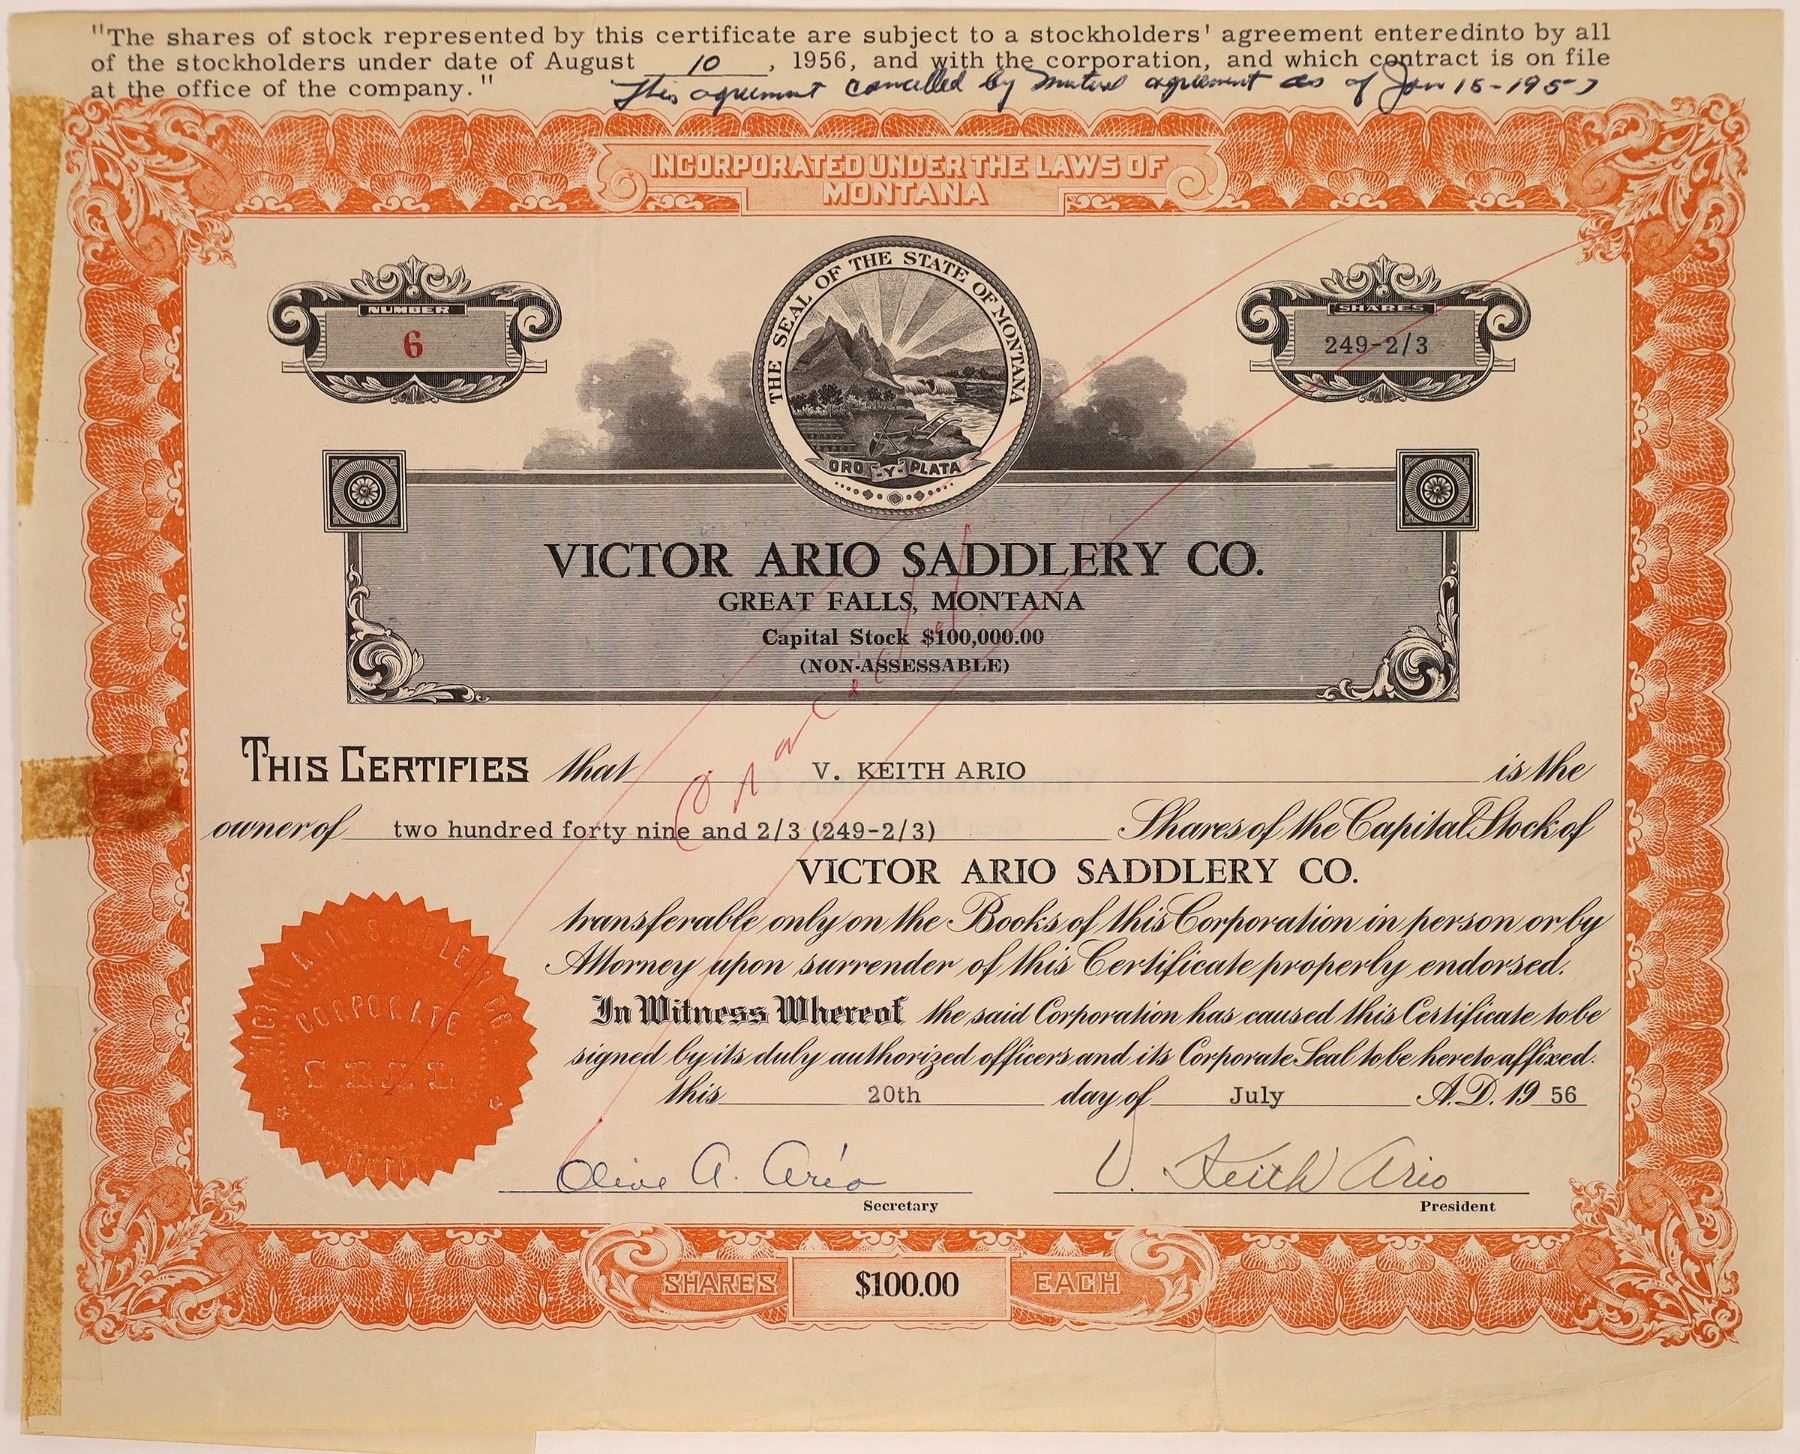 "The shares of stock represented by this certificate are subject to a stockholders' agreement enteredinto by all
of the stockholders under date of August 10, 1956, and with the corporation, and which contract is on file
at the office of the company."
This agreement cancelled by mutual agreement as of Jan 15-1957
INCORPORATED UNDER THE LAWS OF
MONTANA
NUMBER
6
THE SEAL OF THE STATE OF MONTANA
ORO-Y-PLATA
SHARES
249-2/3
VICTOR ARIO SADDLERY CO.
GREAT FALLS, MONTANA
Capital Stock $100,000.00
(NON-ASSESSABLE)
Cancelled
THIS CERTIFIES that V. KEITH ARIO is the
owner of two hundred forty nine and 2/3 (249-2/3) Shares of the Capital Stock of
VICTOR ARIO SADDLERY CO.
transferable only on the Books of this Corporation in person or by
Attorney upon surrender of this Certificate properly endorsed.
In Witness Whereof the said Corporation has caused this Certificate to be
signed by its duly authorized officers and its Corporate Seal to be hereto affixed.
this 20th day of July A.D. 19 56
VICTOR ARIO SADDLERY CO.
CORPORATE
SEAL
Olive A. Ario
Secretary
V. Keith Ario
President
SHARES $100.00 EACH